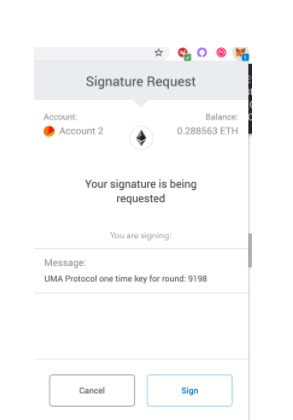 Signature Request
Account:
Balance:
Account 2
0.288563 ETH
Your signature is being
requested
You are signing:
Message:
UMA Protocol one time key for round: 9198
Cancel
Sign